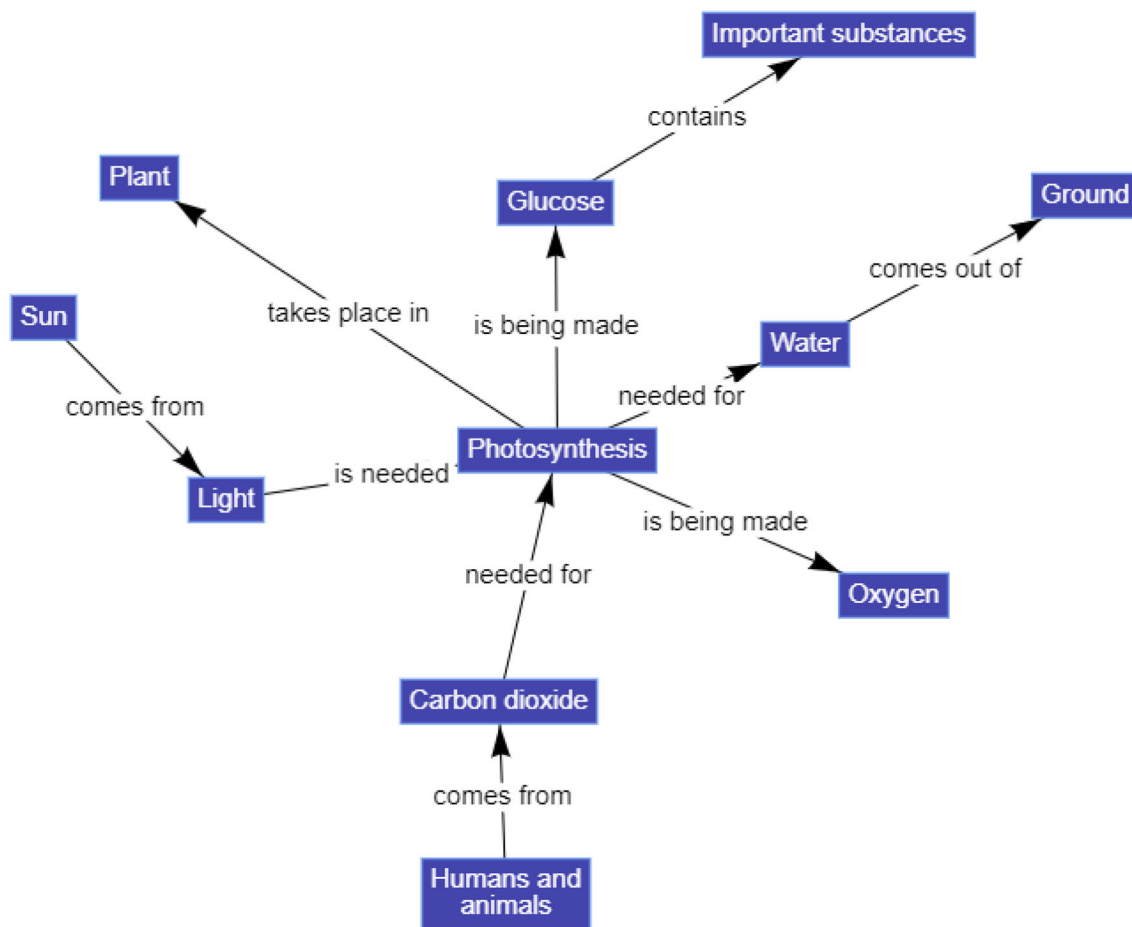 Important substances
contains
Plant
Glucose
Ground
comes out of
Sun
takes place in
is being made
Water
comes from
needed for
Photosynthesis
is needed
Light
is being made
needed for
Oxygen
Carbon dioxide
comes from
Humans and
animals